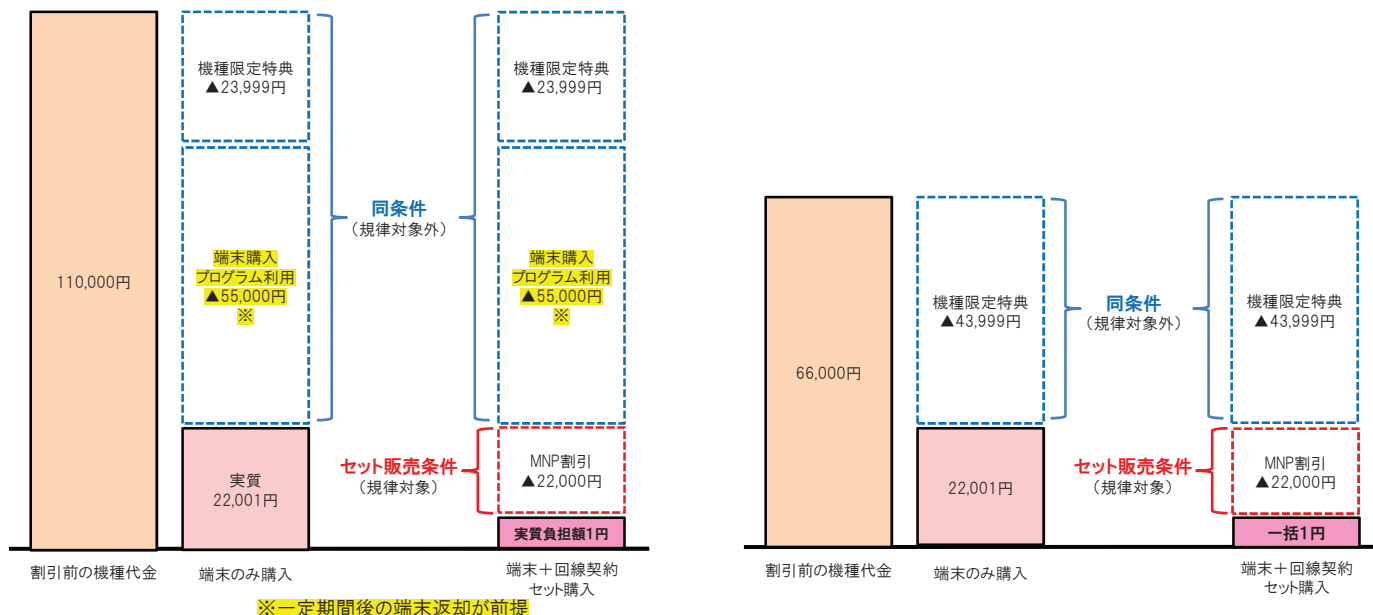 機種限定特典
▲23,999円
機種限定特典
▲23,999円
同条件
(規律対象外)
110,000円
端末購入
プログラム利用
▲55,000円
※
端末購入
プログラム利用
▲55,000円
※
実質
22,001円
セット販売条件
(規律対象)
MNP割引
▲22,000円
実質負担額1円
割引前の機種代金
端末のみ購入
端末+回線契約
セット購入
※一定期間後の端末返却が前提
66,000円
機種限定特典
▲43,999円
同条件
(規律対象外)
機種限定特典
▲43,999円
22,001円
セット販売条件
(規律対象)
MNP割引
▲22,000円
一括1円
割引前の機種代金
端末のみ購入
端末+回線契約
セット購入